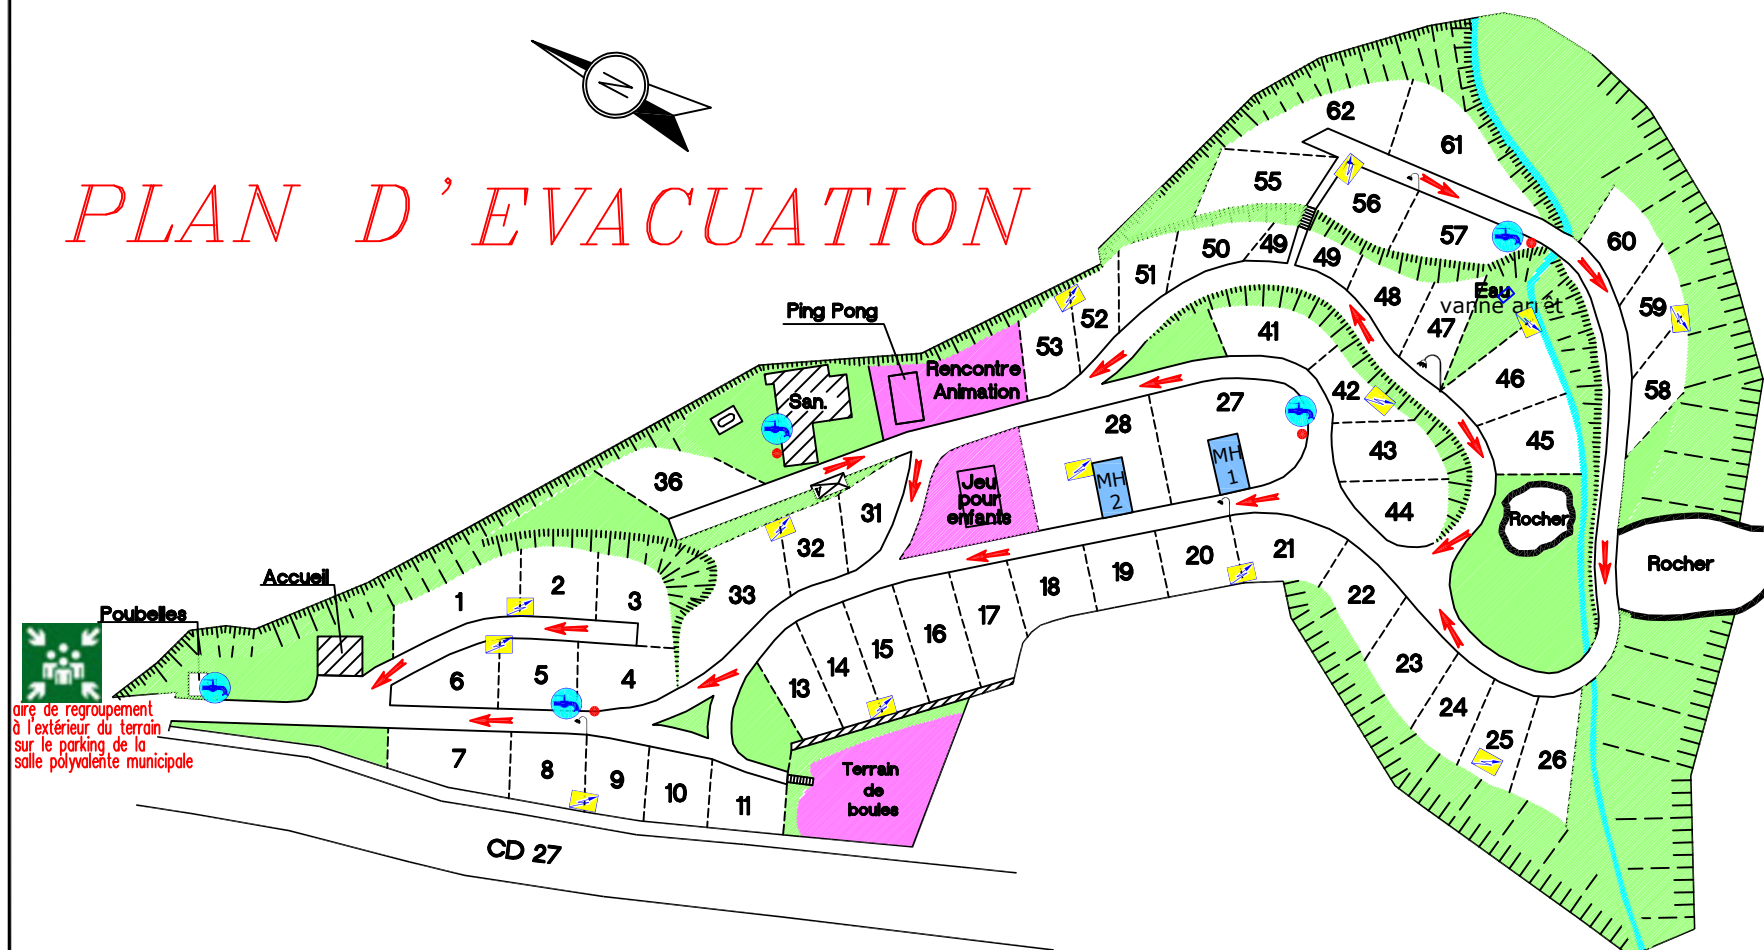 N
PLAN D'EVACUATION
62
61
55
56
57
60
50
49
49
51
48
Eau
vanne arrêt
59
47
Ping Pong
52
53
41
Rencontre
Animation
42
46
58
San.
27
28
45
43
MH
1
MH
2
36
Jeu
pour
enfants
31
44
Rocher
Rocher
32
20
21
Accueil
2
19
18
1
3
33
22
17
Poubelles
16
15
14
23
6
5
4
13
24
aire de regroupement
à l'extérieur du terrain
sur le parking de la
salle polyvalente municipale
25
26
7
8
9
10
11
Terrain
de
boules
CD 27